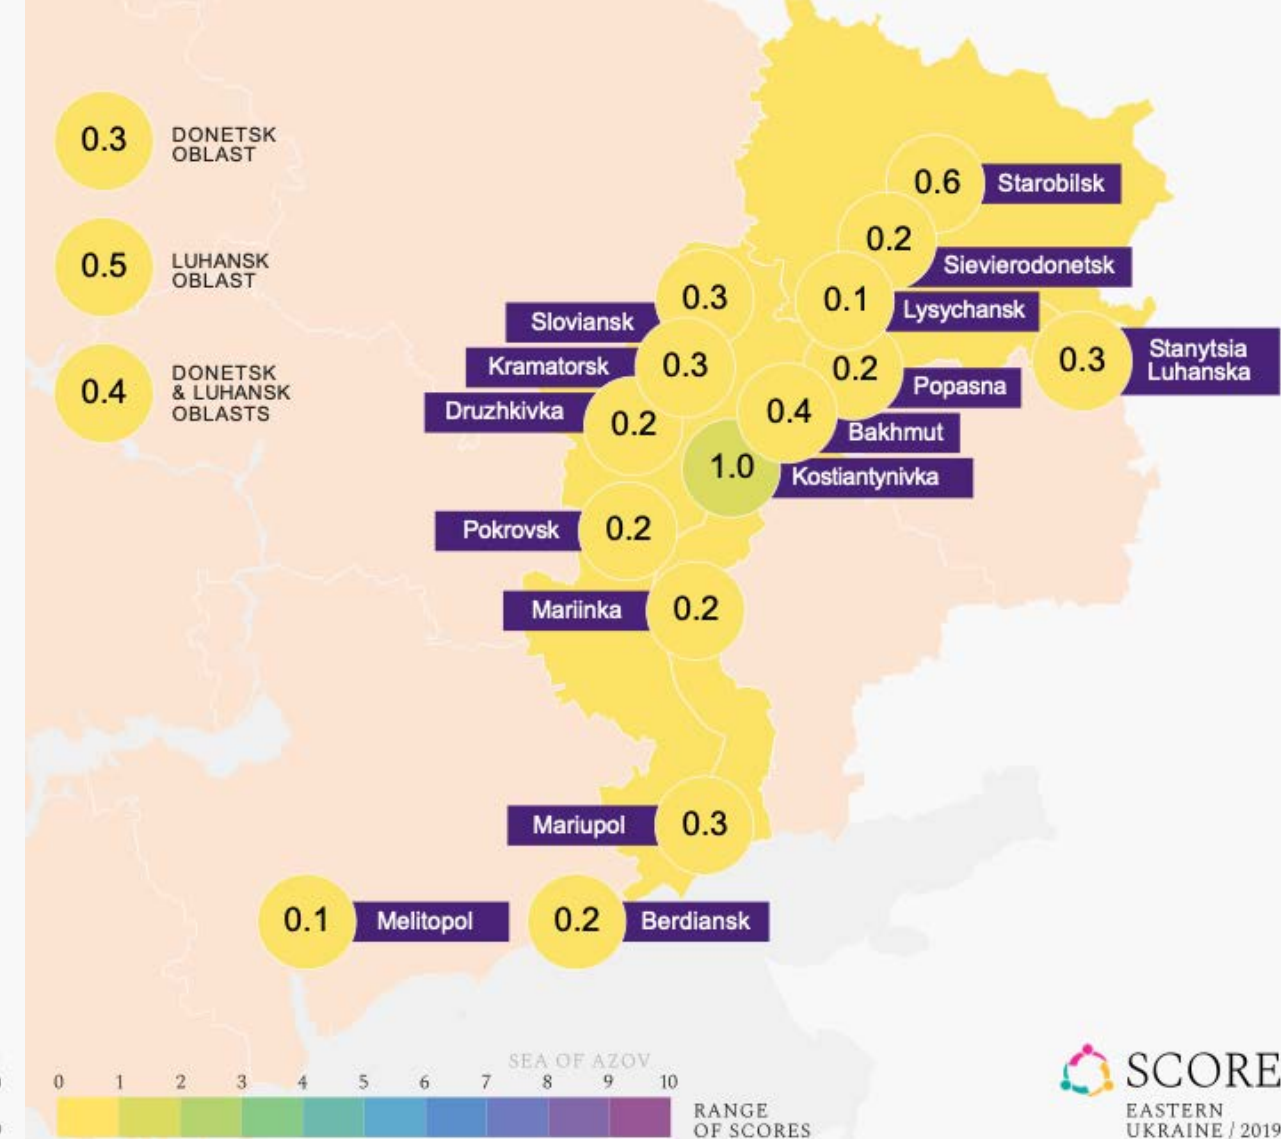 0.3
DONETSK
OBLAST
0.5
LUHANSK
OBLAST
0.4
DONETSK
& LUHANSK
OBLASTS
0.6
Starobilsk
0.2
Sievierodonetsk
0.3
Sloviansk
0.1
Lysychansk
0.3
Kramatorsk
0.2
Popasna
0.3
Stanytsia
Luhanska
0.2
Druzhkivka
0.4
Bakhmut
1.0
Kostiantynivka
0.2
Pokrovsk
0.2
Mariinka
0.3
Mariupol
0.1
Melitopol
0.2
Berdiansk
SEA OF AZOV
0 1 2 3 4 5 6 7 8 9 10
RANGE
OF SCORES
SCORE
EASTERN
UKRAINE / 2019